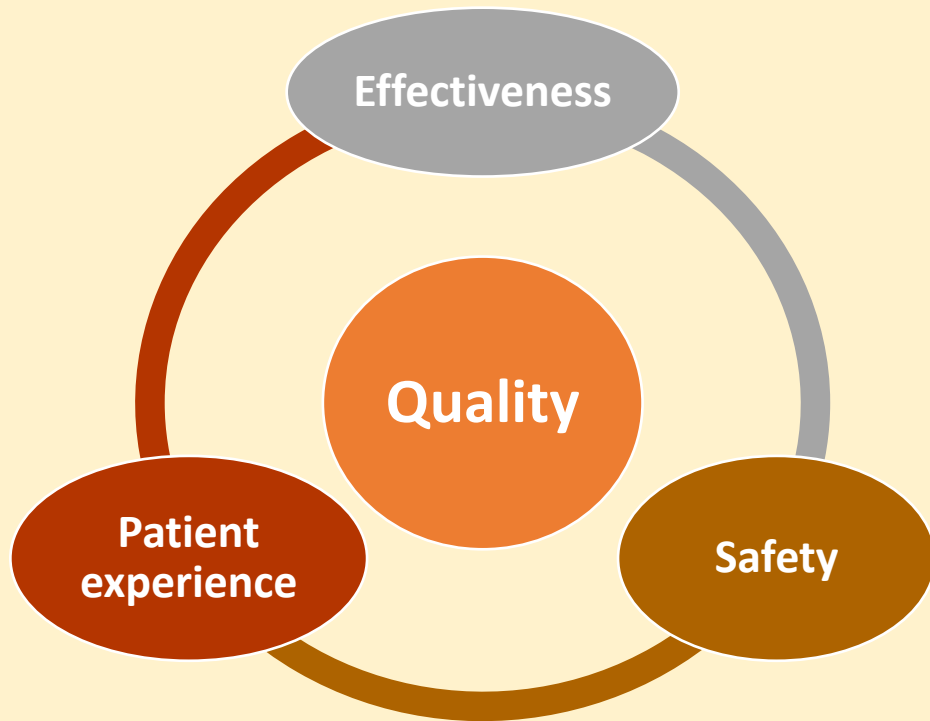 Effectiveness
Quality
Patient
experience
Safety